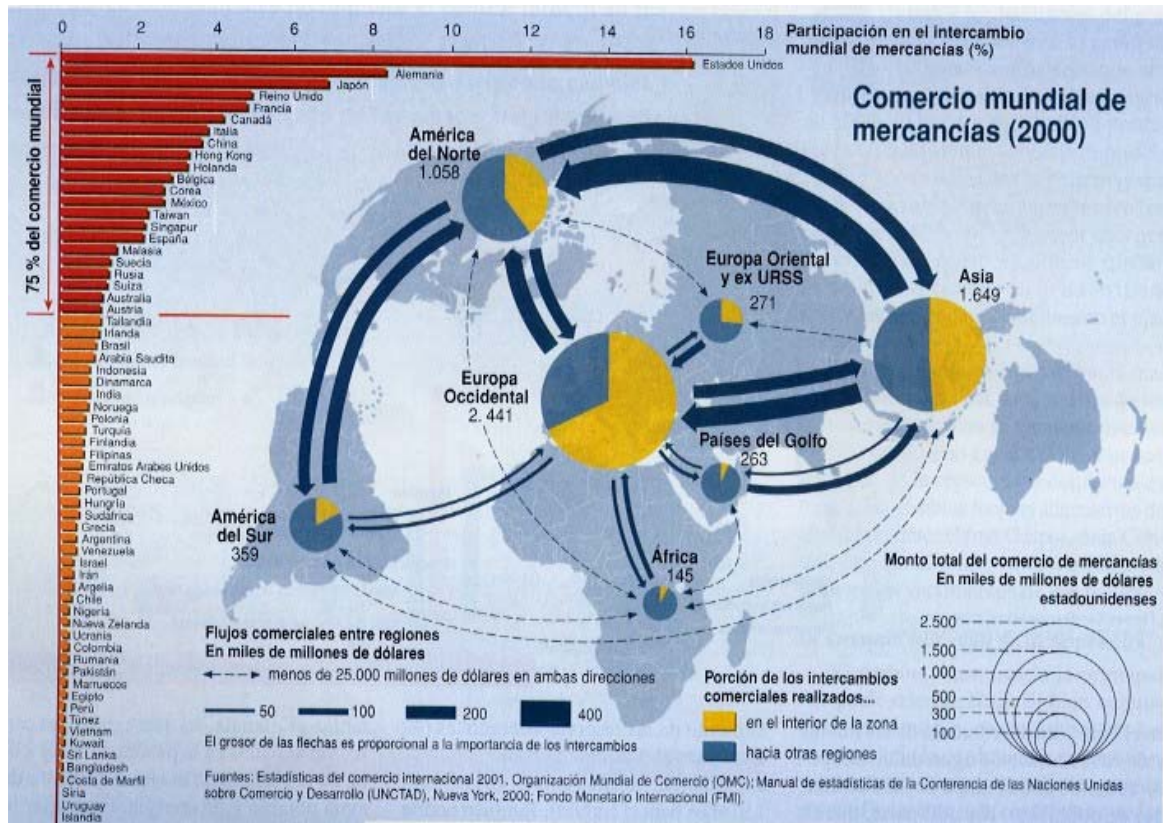 0 2 4 6 8 10 12 14 16 18
Participación en el intercambio
mundial de mercancías (%)
Comercio mundial de
mercancías (2000)
75 % del comercio mundial
Estados Unidos
Alemania
Japón
Reino Unido
Francia
Canadá
Italia
China
Hong Kong
Holanda
Bélgica
Corea
México
Taiwan
Singapur
España
Malasia
Suecia
Rusia
Suiza
Australia
Austria
Tailandia
Irlanda
Brasil
Arabia Saudita
Indonesia
Dinamarca
India
Noruega
Polonia
Turquía
Finlandia
Filipinas
Emiratos Arabes Unidos
República Checa
Portugal
Hungría
Sudáfrica
Grecia
Argentina
Venezuela
Israel
Irán
Argelia
Chile
Nigeria
Nueva Zelanda
Ucrania
Colombia
Rumania
Pakistán
Marruecos
Egipto
Perú
Túnez
Vietnam
Kuwait
Sri Lanka
Bangladesh
Costa de Marfil
Siria
Uruguay
Islandia
América
del Norte
1.058
Europa Oriental
y ex URSS
271
Asia
1.649
Europa
Occidental
2. 441
Países del Golfo
263
América
del Sur
359
África
145
Flujos comerciales entre regiones
En miles de millones de dólares
menos de 25.000 millones de dólares en ambas direcciones
50 100 200 400
El grosor de las flechas es proporcional a la importancia de los intercambios
Porción de los intercambios
comerciales realizados...
en el interior de la zona
hacia otras regiones
Monto total del comercio de mercancías
En miles de millones de dólares
estadounidenses
2.500
1.500
1.000
500
300
100
Fuentes: Estadísticas del comercio internacional 2001, Organización Mundial de Comercio (OMC); Manual de estadísticas de la Conferencia de las Naciones Unidas
sobre Comercio y Desarrollo (UNCTAD), Nueva York, 2000; Fondo Monetario Internacional (FMI).